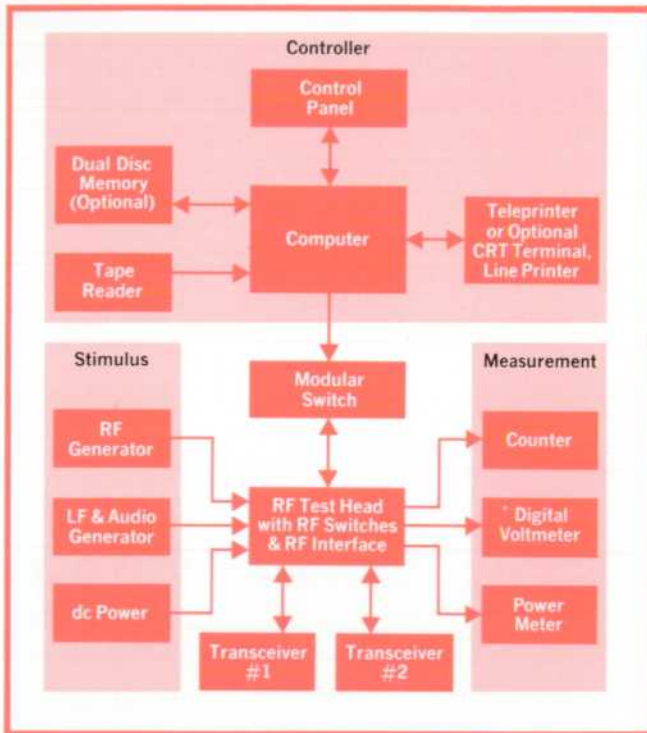 Controller
Control
Panel
Dual Disc
Memory
(Optional)
Computer
Teleprinter
or Optional
CRT Terminal,
Line Printer
Tape
Reader
Stimulus
Modular
Switch
Measurement
RF
Generator
Counter
LF & Audio
Generator
RF Test Head
with RF Switches
& RF Interface
Digital
Voltmeter
dc Power
Power
Meter
Transceiver
#1
Transceiver
#2